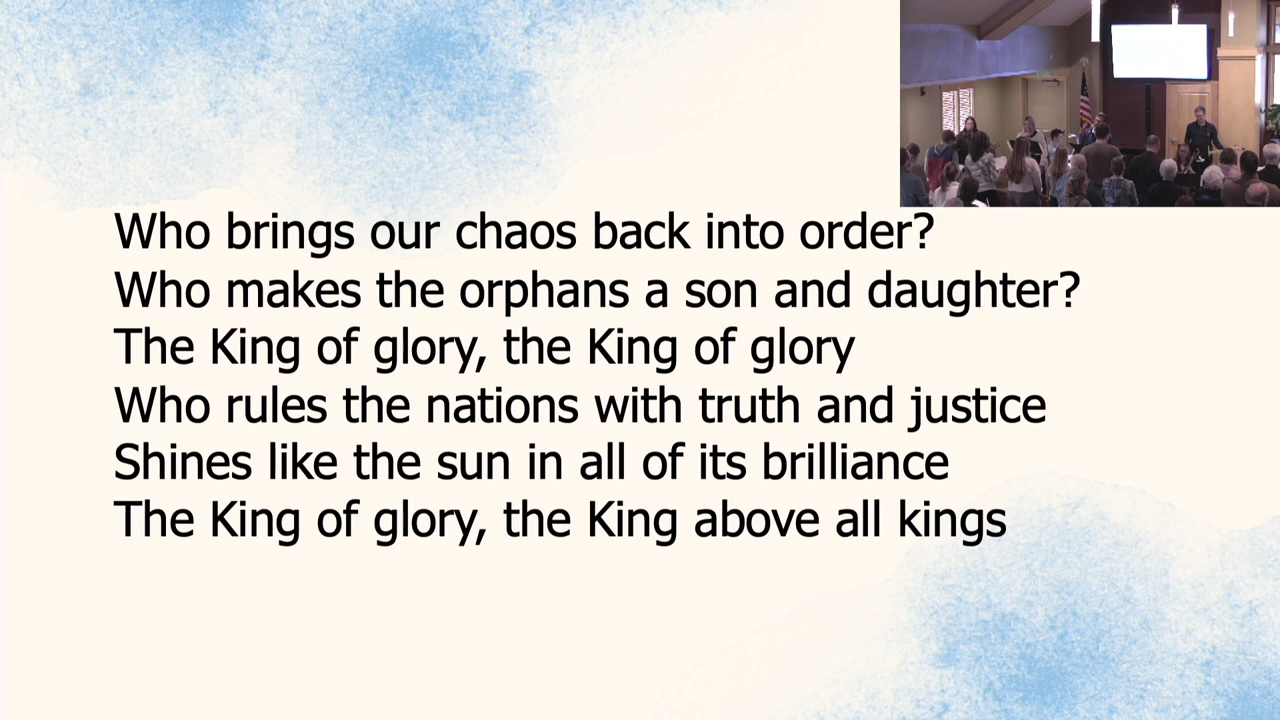 Who brings our chaos back into order?
Who makes the orphans a son and daughter?
The King of glory, the King of glory
Who rules the nations with truth and justice
Shines like the sun in all of its brilliance
The King of glory, the King above all kings